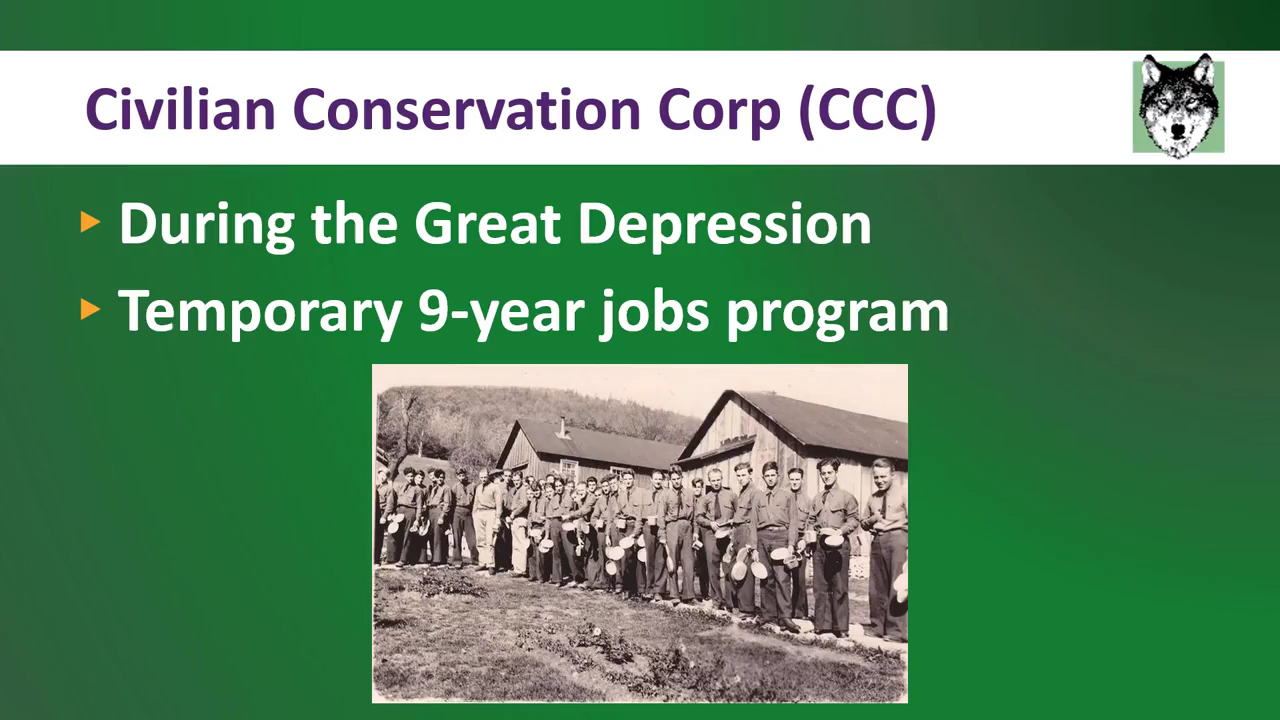 Civilian Conservation Corp (CCC)
During the Great Depression
Temporary 9-year jobs program